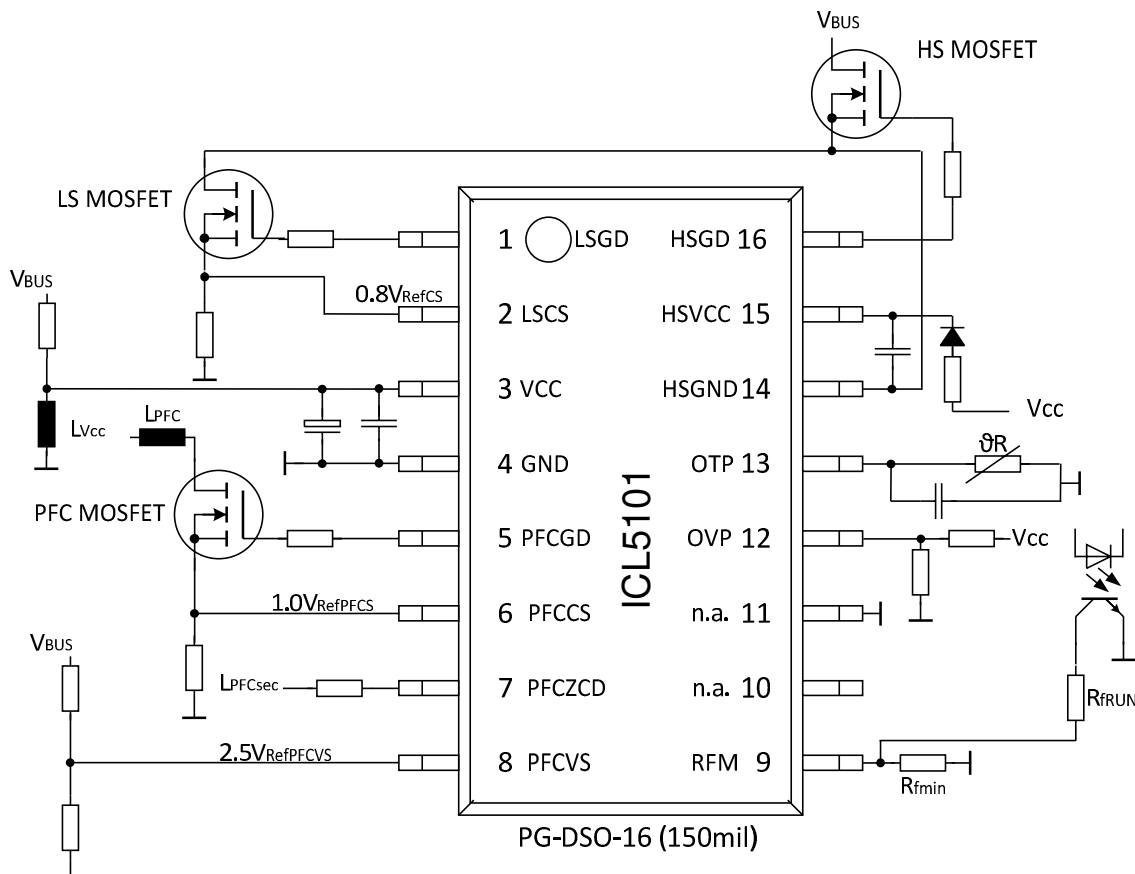 VBUS
HS MOSFET
LS MOSFET
1 LSGD
HSGD 16
VBUS
0.8VRefCS
2 LSCS
HSVCC 15
3 VCC
HSGND 14
Vcc
LVcc
LPFC
4 GND
OTP 13
ϑR
PFC MOSFET
5 PFCGD
OVP 12
Vcc
ICL5101
1.0VRefPFCS
6 PFCCS
n.a. 11
VBUS
LPFCsec
7 PFCZCD
n.a. 10
RfRUN
2.5VRefPFCVS
8 PFCVS
RFM 9
Rfmin
PG-DSO-16 (150mil)